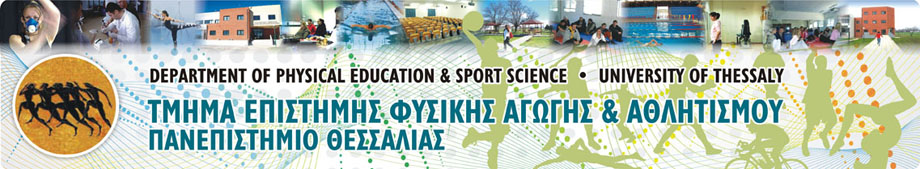 DEPARTMENT OF PHYSICAL EDUCATION & SPORT SCIENCE • UNIVERSITY OF THESSALY
ΤΜΗΜΑ ΕΠΙΣΤΗΜΗΣ ΦΥΣΙΚΗΣ ΑΓΩΓΗΣ & ΑΘΛΗΤΙΣΜΟΥ
ΠΑΝΕΠΙΣΤΗΜΙΟ ΘΕΣΣΑΛΙΑΣ